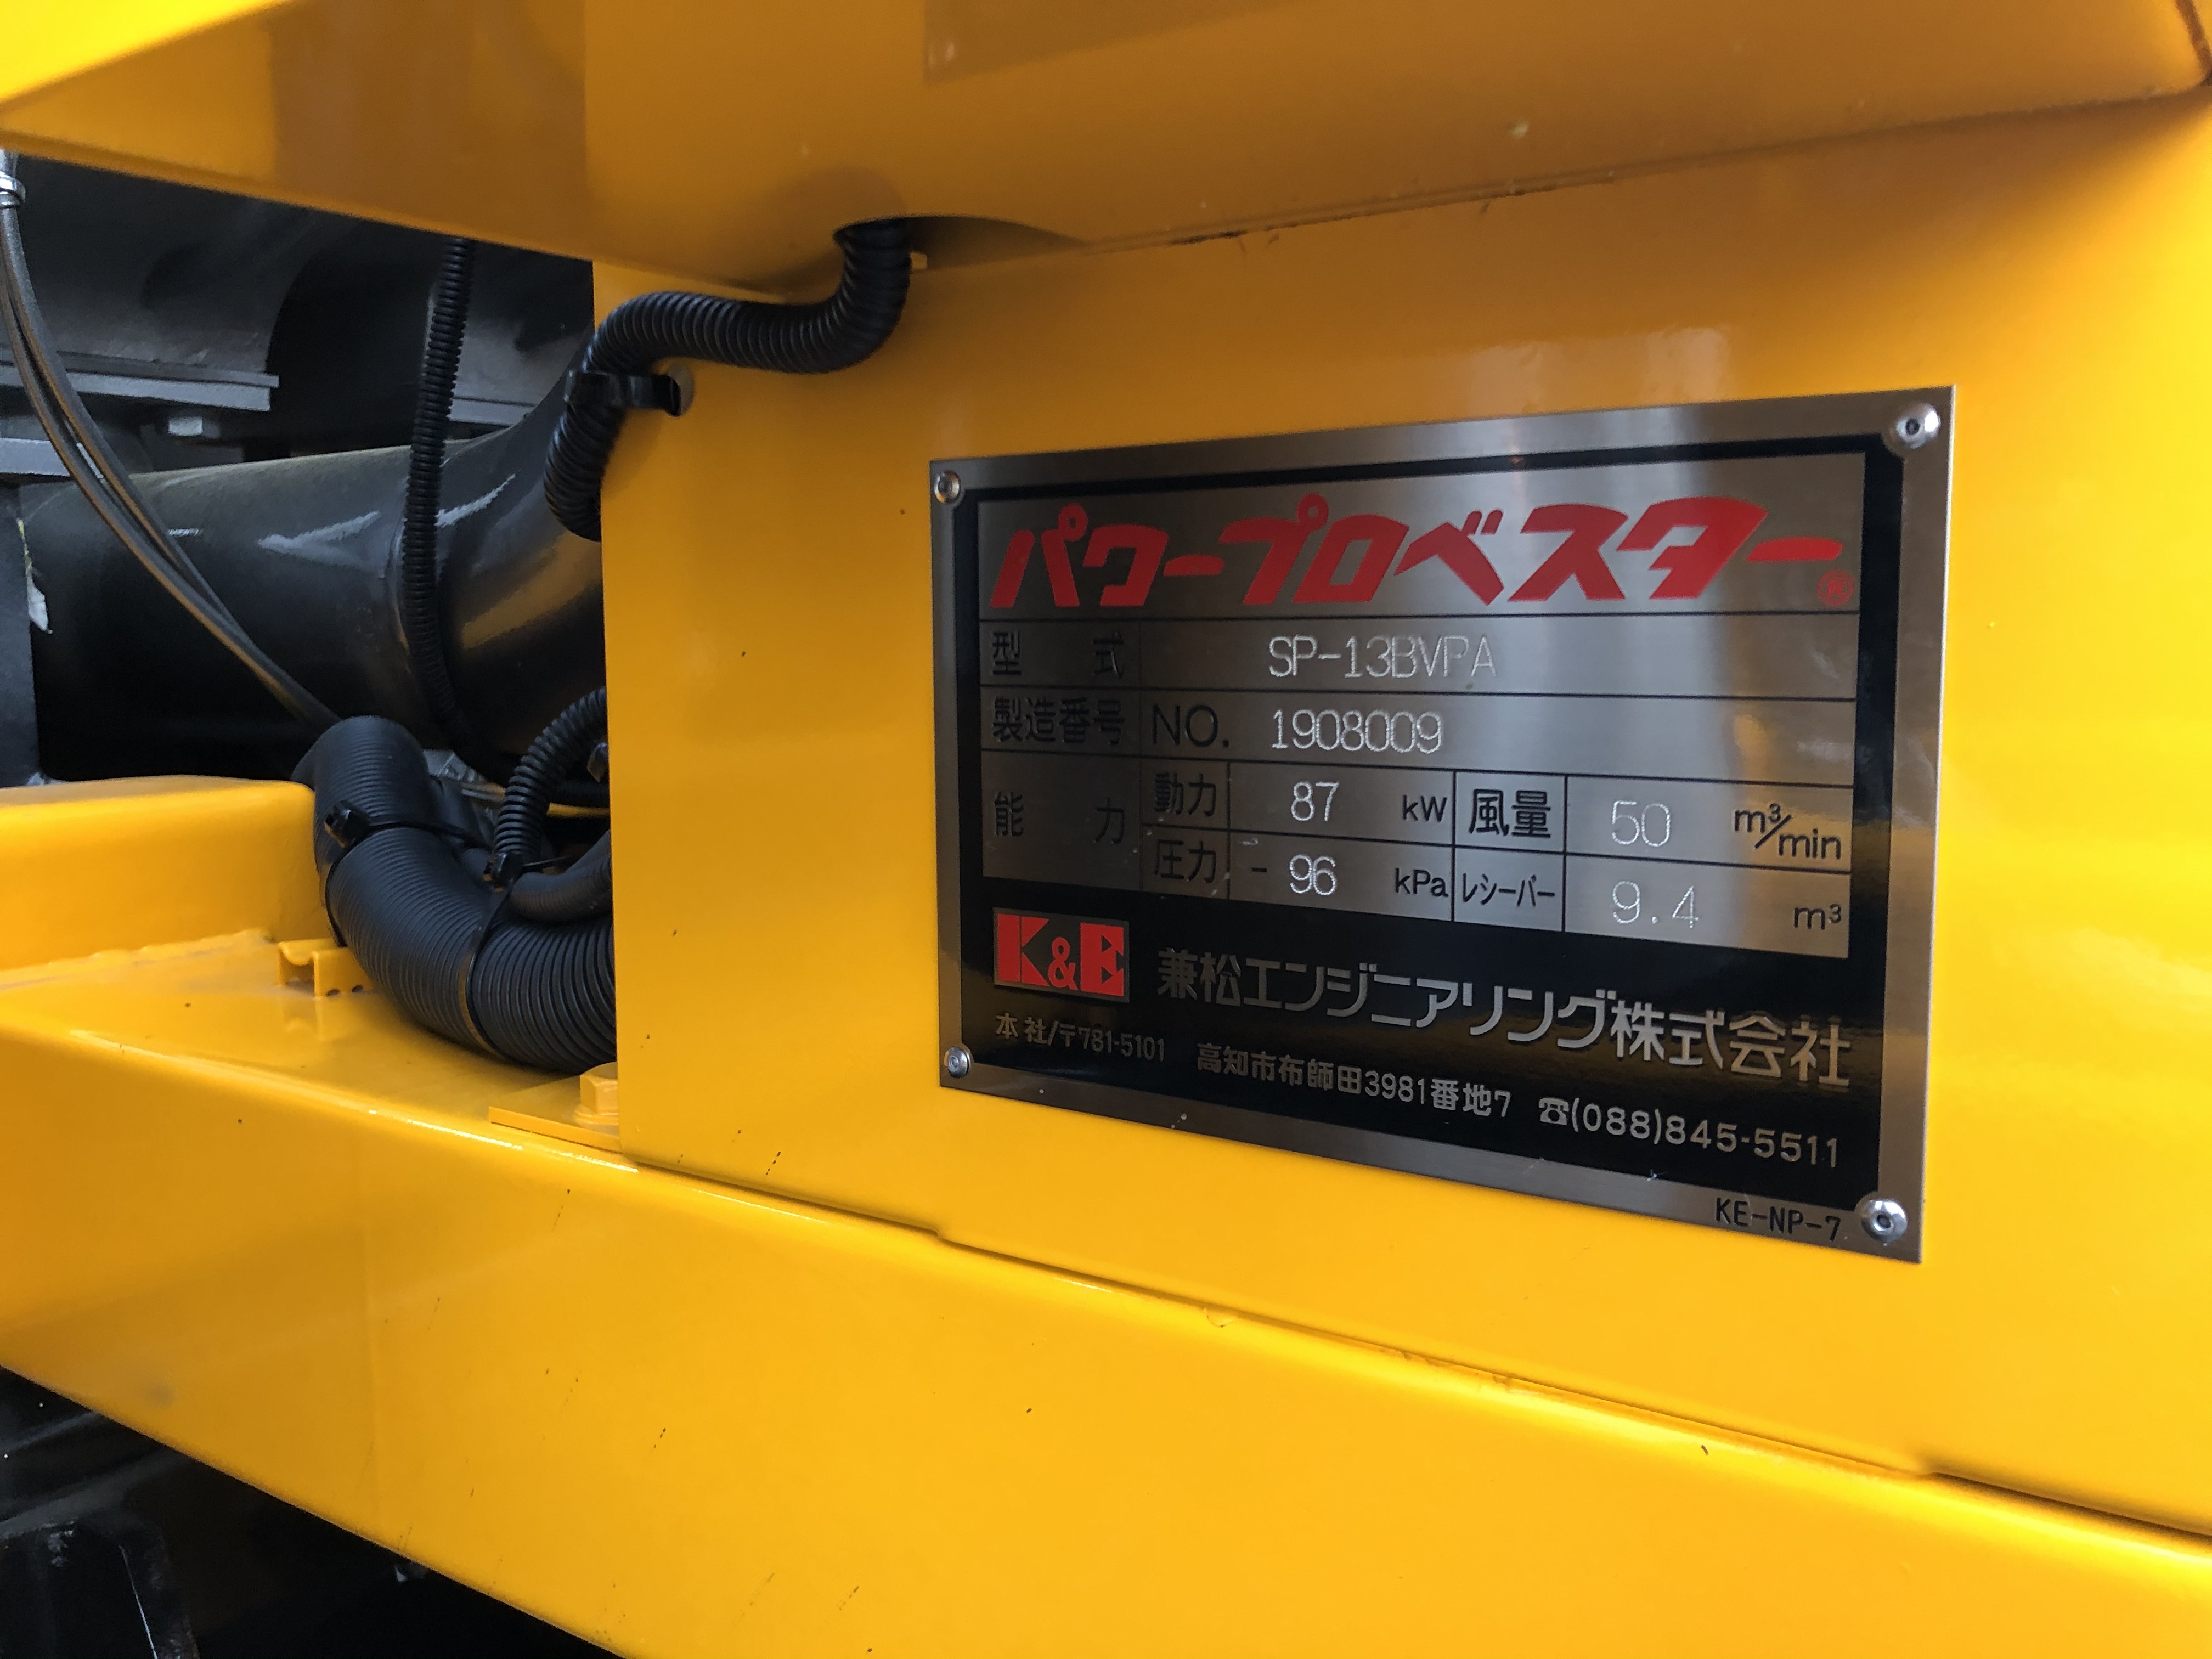 パワープロベスター®
型式 SP-13BVPA
製造番号 NO. 1908009
能力 動力 87 kW 風量 50 m³/min
圧力 - 96 kPa レシーバー 9.4 m³
K&E 兼松エンジニアリング株式会社
本社/〒781-5101 高知市布師田3981番地7 ☎(088)845-5511
KE-NP-7